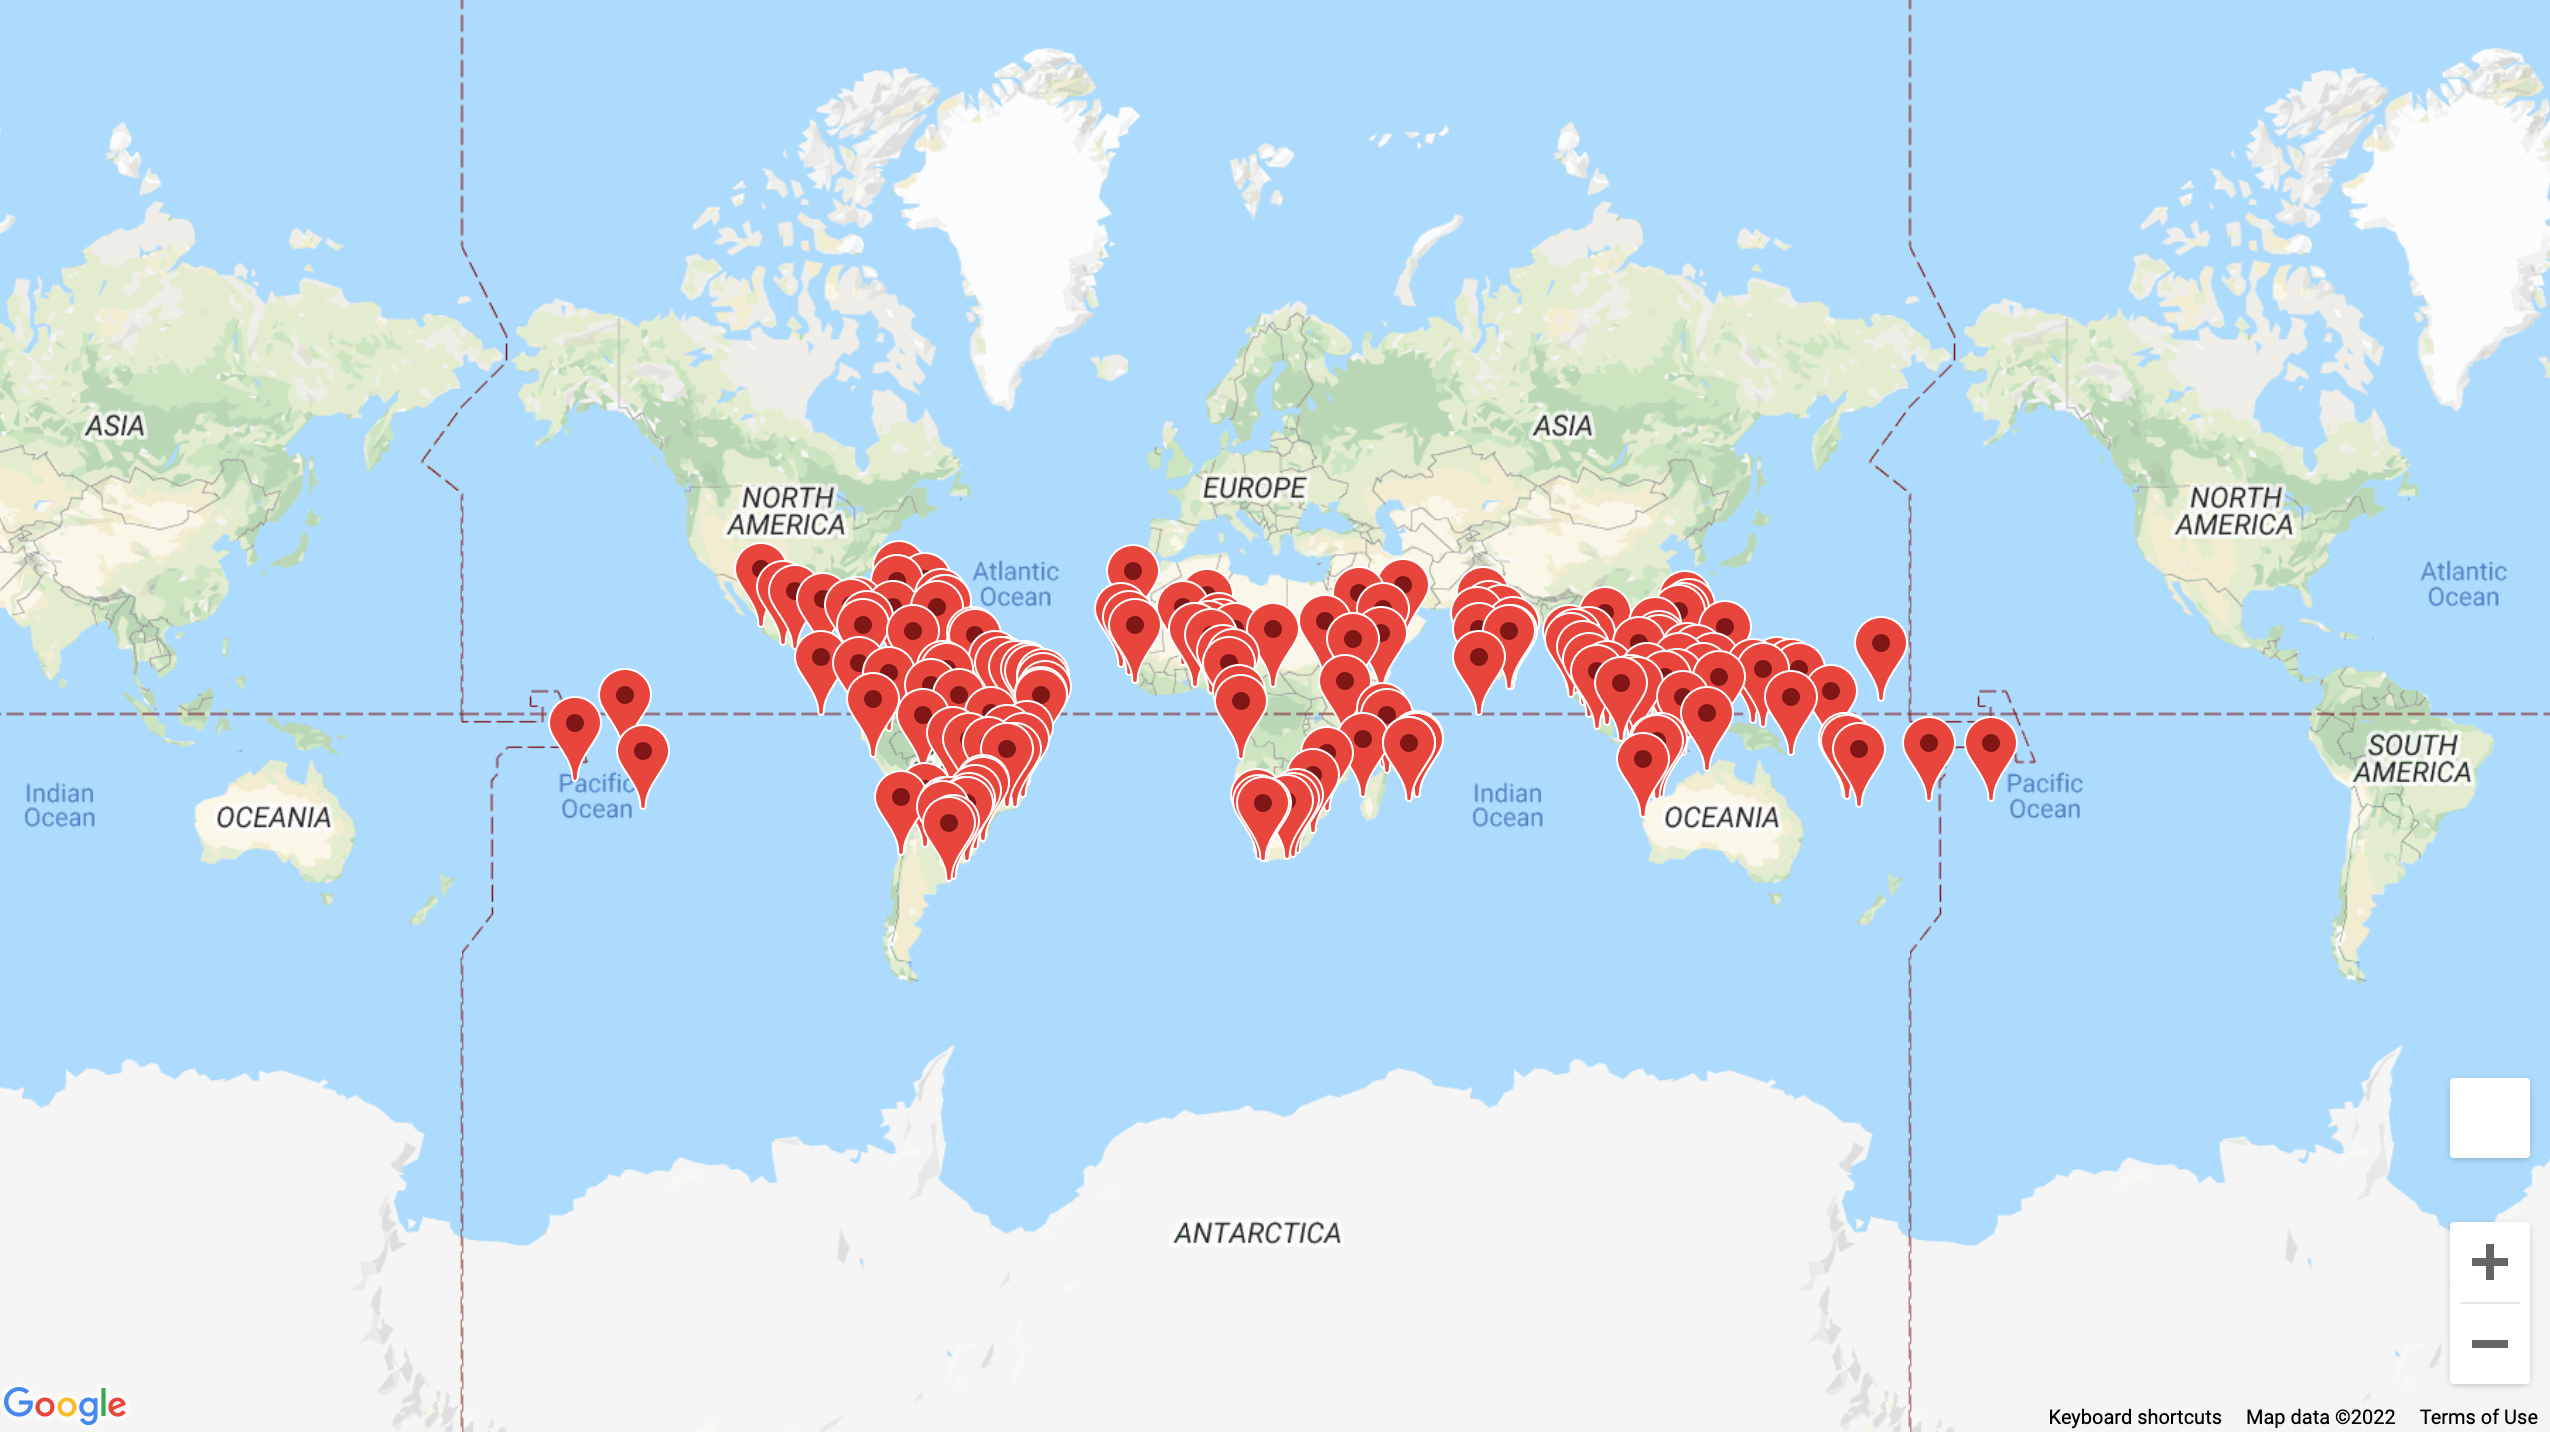 ASIA
ASIA
NORTH
AMERICA
EUROPE
NORTH
AMERICA
Atlantic
Ocean
Atlantic
Ocean
SOUTH
AMERICA
Indian
Ocean
OCEANIA
Pacific
Ocean
Indian
Ocean
OCEANIA
Pacific
Ocean
ANTARCTICA
Google
Keyboard shortcuts
Map data ©2022
Terms of Use